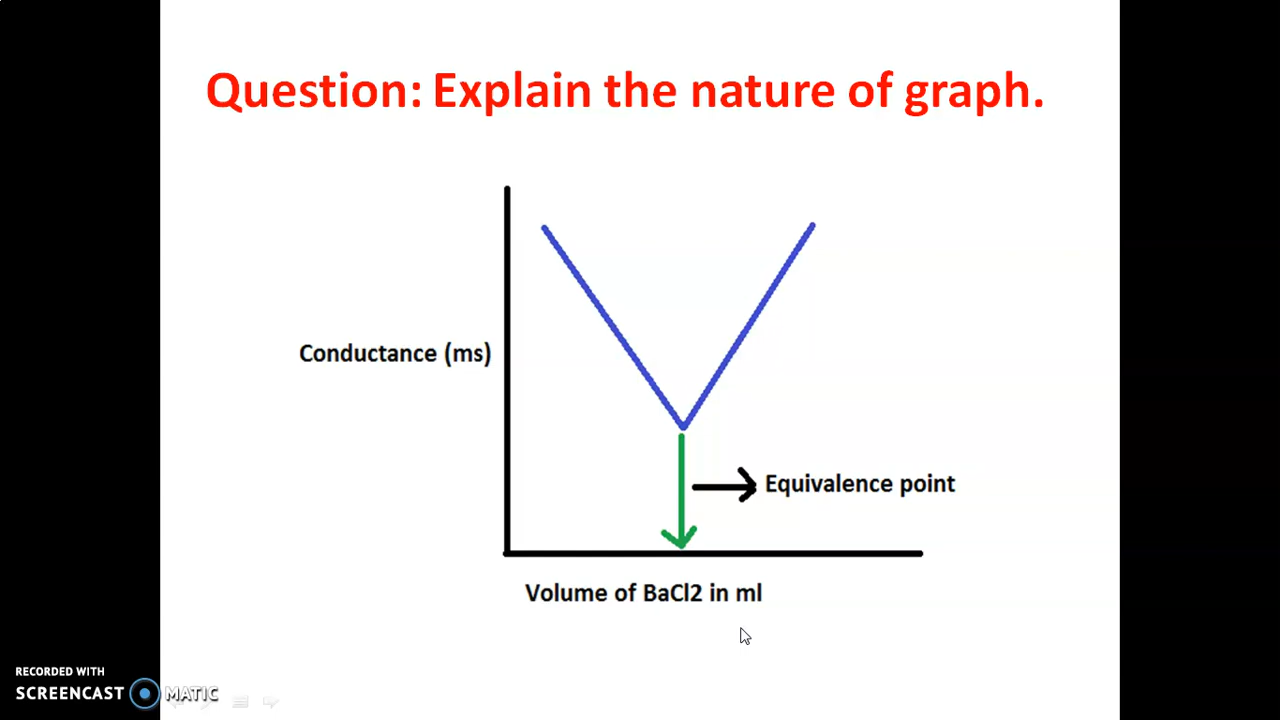 Question: Explain the nature of graph.
Conductance (ms)
Equivalence point
Volume of BaCl2 in ml
RECORDED WITH
SCREENCAST MATIC